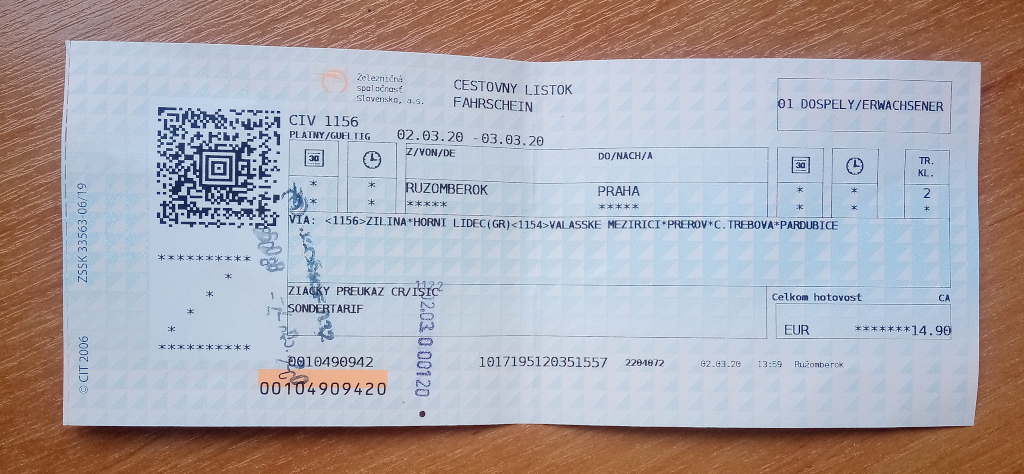 Železničná
spoločnosť
Slovensko, a.s.
CESTOVNY LISTOK
FAHRSCHEIN
01 DOSPELY/ERWACHSENER
CIV 1156
PLATNY/GUELTIG 02.03.20 -03.03.20
Z/VON/DE DO/NACH/A
30 30 TR.
KL.
* * RUZOMBEROK PRAHA * * 2
* * ***** ***** * * *
VIA: <1156>ZILINA*HORNI LIDEC(GR)<1154>VALASSKE MEZIRICI*PREROV*C.TREBOVA*PARDUBICE
**********
*
*
*
*
**********
ZIACKY PREUKAZ CR/ISIC
SONDERTARIF
Celkom hotovost CA
EUR *******14.90
0010490942 1017195120351557 2204072 02.03.20 13:59 Ružomberok
00104909420
ZSSK 33563-06/19
© CIT 2006